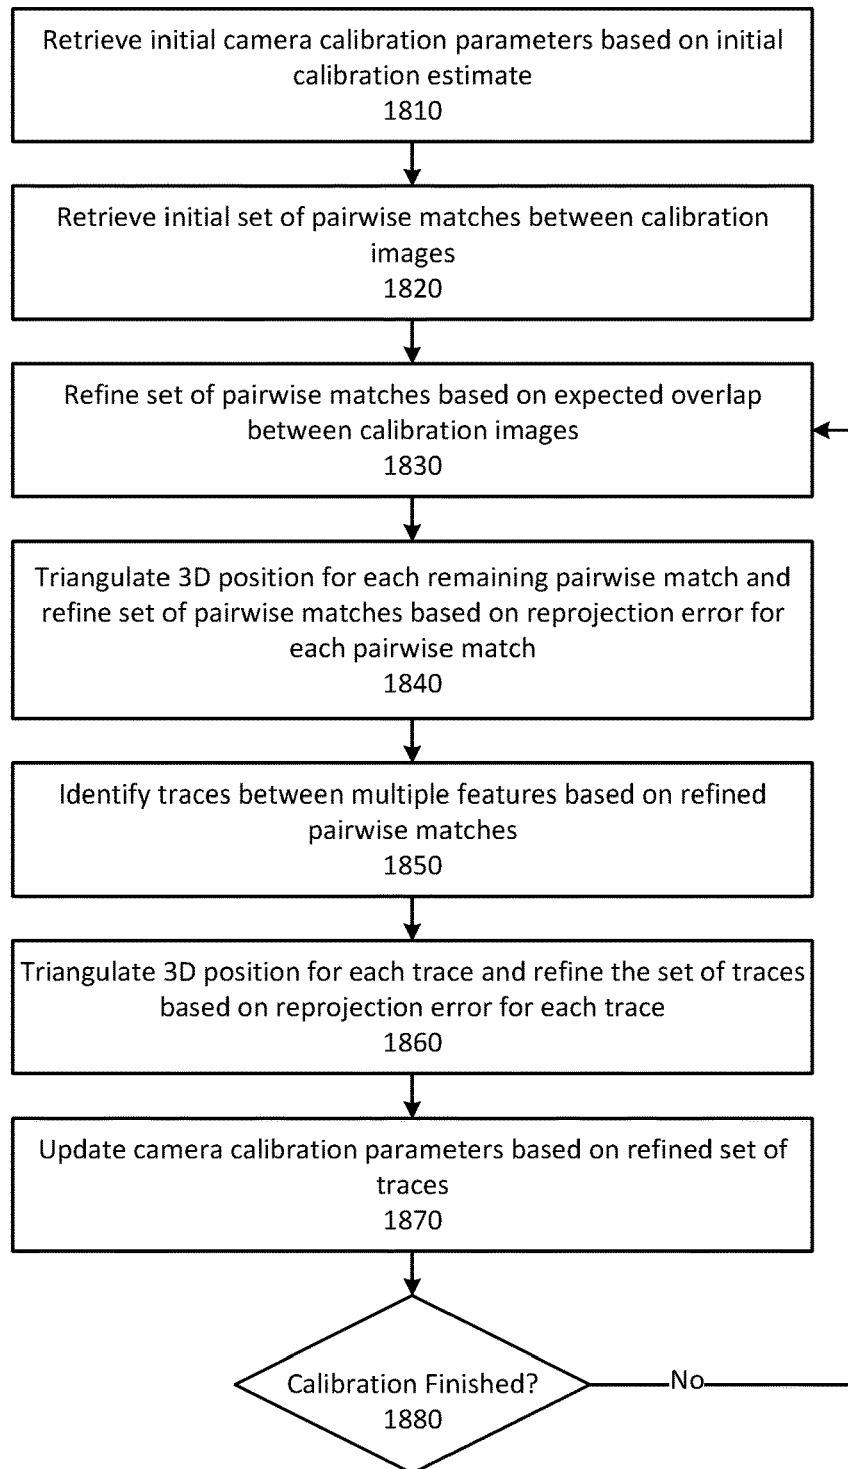 Retrieve initial camera calibration parameters based on initial
calibration estimate
1810
Retrieve initial set of pairwise matches between calibration
images
1820
Refine set of pairwise matches based on expected overlap
between calibration images
1830
Triangulate 3D position for each remaining pairwise match and
refine set of pairwise matches based on reprojection error for
each pairwise match
1840
Identify traces between multiple features based on refined
pairwise matches
1850
Triangulate 3D position for each trace and refine the set of traces
based on reprojection error for each trace
1860
Update camera calibration parameters based on refined set of
traces
1870
Calibration Finished?
1880
No